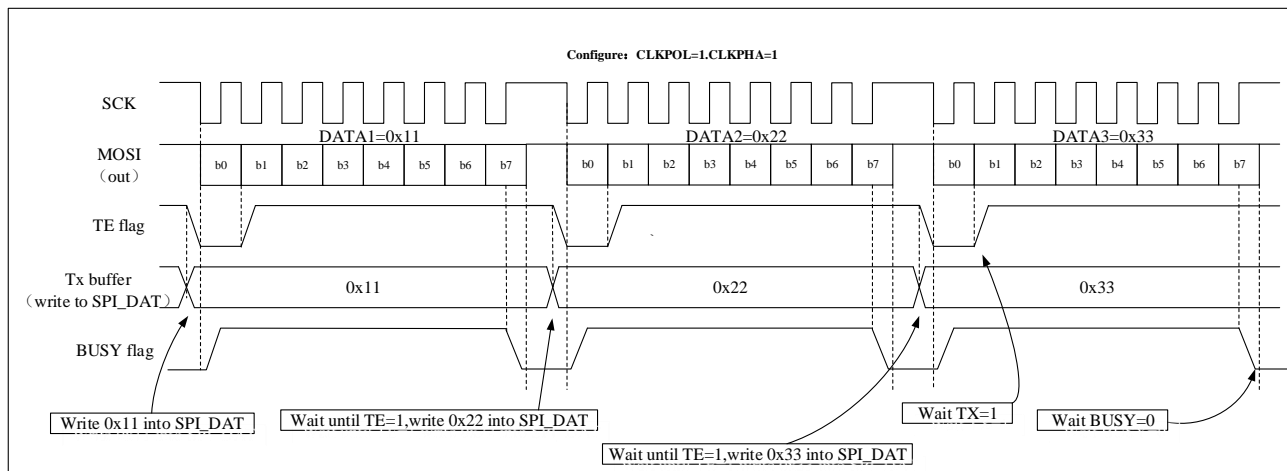 Configure：CLKPOL=1.CLKPHA=1
SCK
DATA1=0x11 DATA2=0x22 DATA3=0x33
MOSI
（out）
b0 b1 b2 b3 b4 b5 b6 b7 b0 b1 b2 b3 b4 b5 b6 b7 b0 b1 b2 b3 b4 b5 b6 b7
TE flag
Tx buffer
（write to SPI_DAT）
0x11 0x22 0x33
BUSY flag
Write 0x11 into SPI_DAT
Wait until TE=1,write 0x22 into SPI_DAT
Wait TX=1
Wait BUSY=0
Wait until TE=1,write 0x33 into SPI_DAT